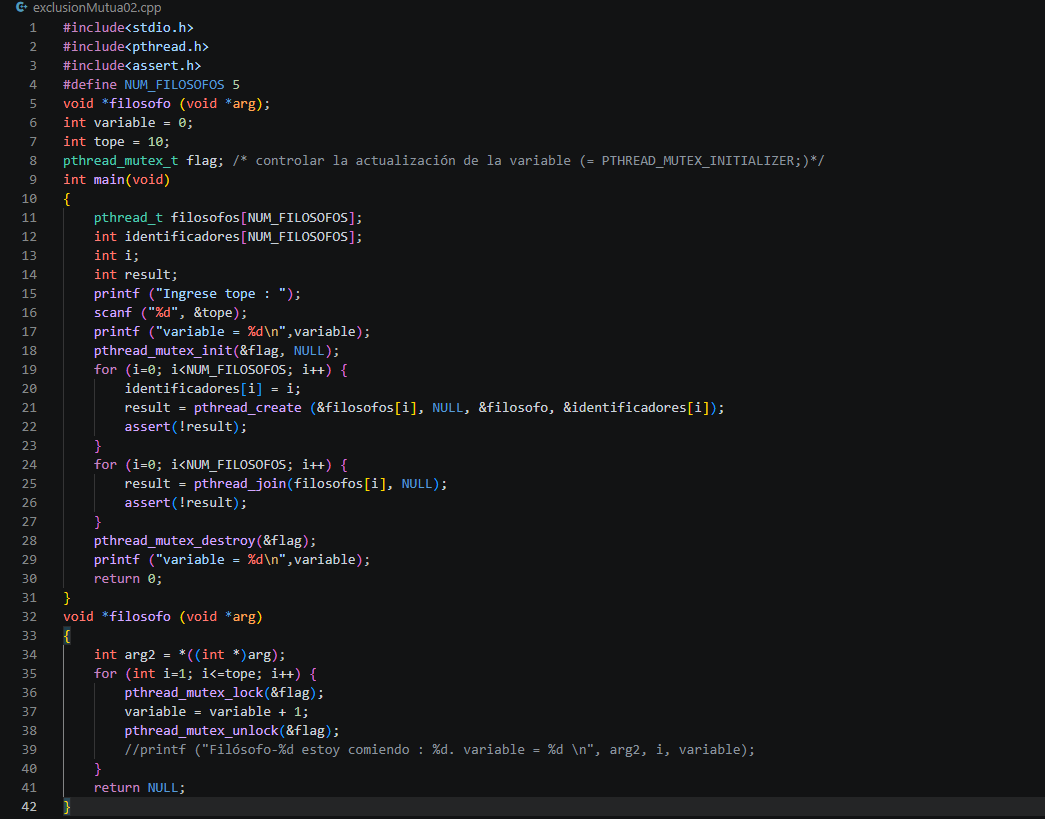 exclusionMutua02.cpp
1 #include<stdio.h>
2 #include<pthread.h>
3 #include<assert.h>
4 #define NUM_FILOSOFOS 5
5 void *filosofo (void *arg);
6 int variable = 0;
7 int tope = 10;
8 pthread_mutex_t flag; /* controlar la actualización de la variable (= PTHREAD_MUTEX_INITIALIZER;)*/
9 int main(void)
10 {
11     pthread_t filosofos[NUM_FILOSOFOS];
12     int identificadores[NUM_FILOSOFOS];
13     int i;
14     int result;
15     printf ("Ingrese tope : ");
16     scanf ("%d", &tope);
17     printf ("variable = %d\n",variable);
18     pthread_mutex_init(&flag, NULL);
19     for (i=0; i<NUM_FILOSOFOS; i++) {
20         identificadores[i] = i;
21         result = pthread_create (&filosofos[i], NULL, &filosofo, &identificadores[i]);
22         assert(!result);
23     }
24     for (i=0; i<NUM_FILOSOFOS; i++) {
25         result = pthread_join(filosofos[i], NULL);
26         assert(!result);
27     }
28     pthread_mutex_destroy(&flag);
29     printf ("variable = %d\n",variable);
30     return 0;
31 }
32 void *filosofo (void *arg)
33 {
34     int arg2 = *((int *)arg);
35     for (int i=1; i<=tope; i++) {
36         pthread_mutex_lock(&flag);
37         variable = variable + 1;
38         pthread_mutex_unlock(&flag);
39         //printf ("Filósofo-%d estoy comiendo : %d. variable = %d \n", arg2, i, variable);
40     }
41     return NULL;
42 }